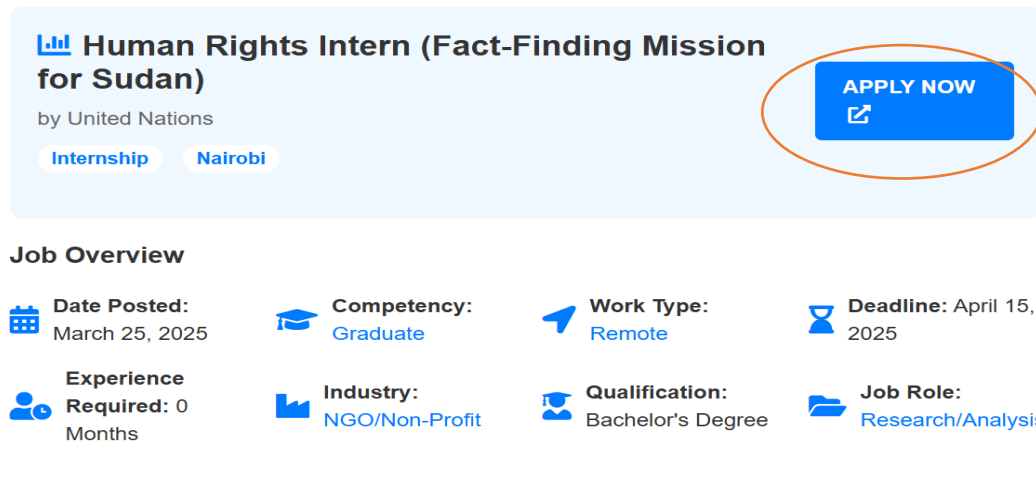 Human Rights Intern (Fact-Finding Mission
for Sudan)
by United Nations
Internship
Nairobi
APPLY NOW
Job Overview
Date Posted:
March 25, 2025
Competency:
Graduate
Work Type:
Remote
Deadline: April 15,
2025
Experience
Required: 0
Months
Industry:
NGO/Non-Profit
Qualification:
Bachelor's Degree
Job Role:
Research/Analysis